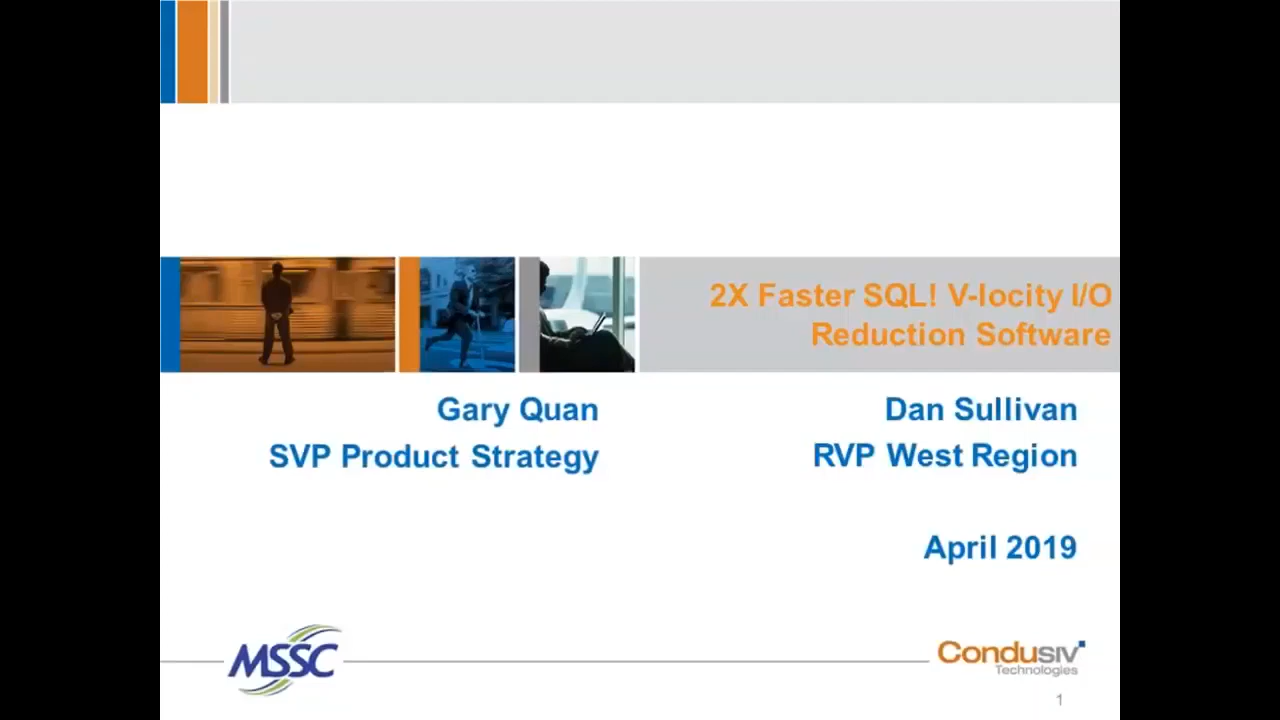 2X Faster SQL! V-locity I/O
Reduction Software
Gary Quan
SVP Product Strategy
Dan Sullivan
RVP West Region
April 2019
MSSC
Condusiv
Technologies
1